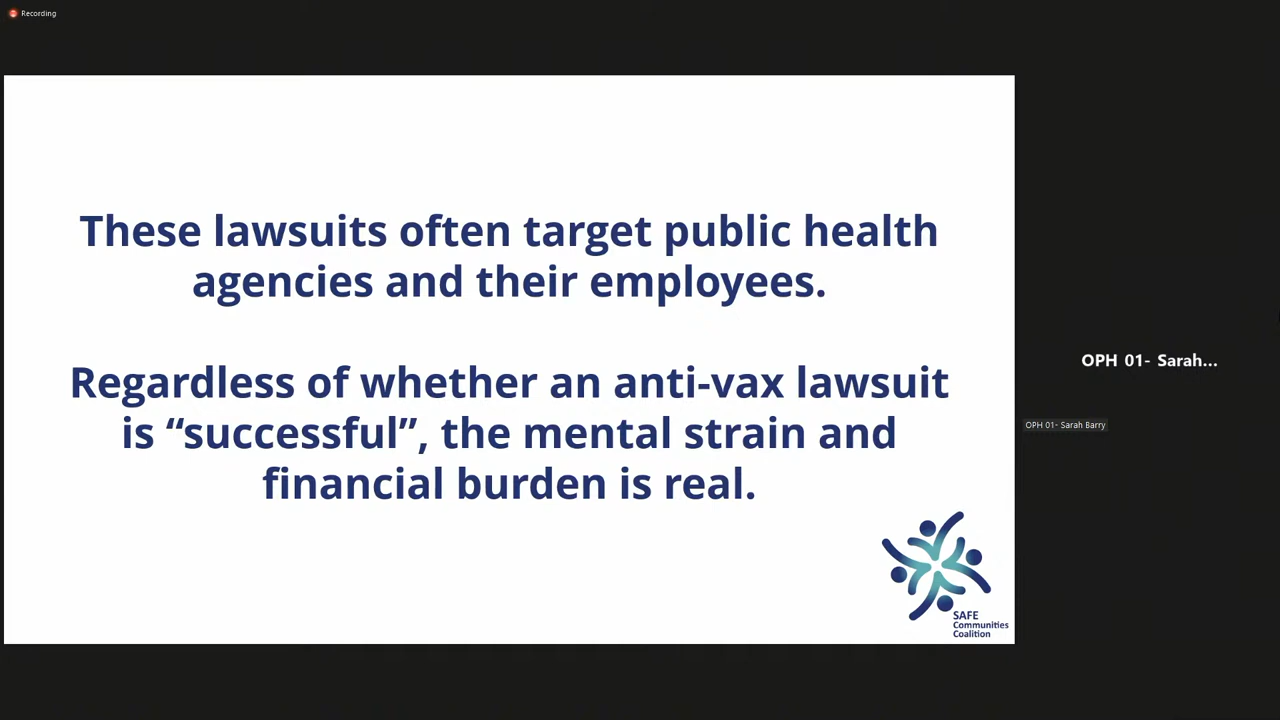 Recording
These lawsuits often target public health
agencies and their employees.
Regardless of whether an anti-vax lawsuit
is “successful”, the mental strain and
financial burden is real.
SAFE
Communities
Coalition
OPH 01- Sarah...
OPH 01- Sarah Barry